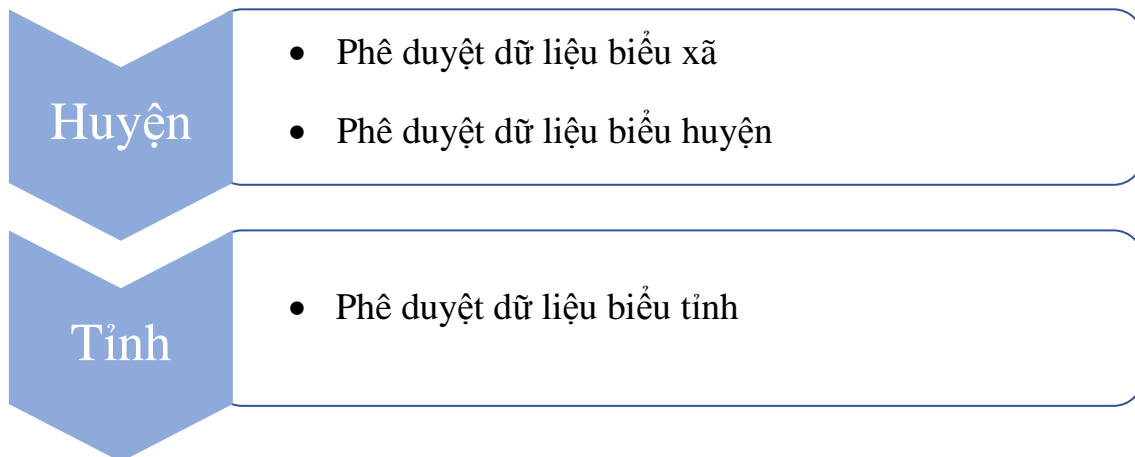 Huyện
• Phê duyệt dữ liệu biểu xã
• Phê duyệt dữ liệu biểu huyện
Tỉnh
• Phê duyệt dữ liệu biểu tỉnh